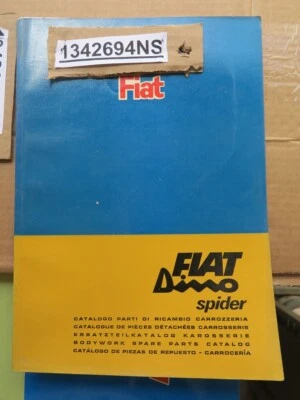 1342694NS
Fiat
FIAT
Dino
spider
CATALOGO PARTI DI RICAMBIO CARROZZERIA
CATALOGUE DE PIÈCES DÉTACHÉES CARROSSERIE
ERSATZTEILKATALOG KAROSSERIE
BODYWORK SPARE PARTS CATALOG
CATÁLOGO DE PIEZAS DE REPUESTO - CARROCERÍA